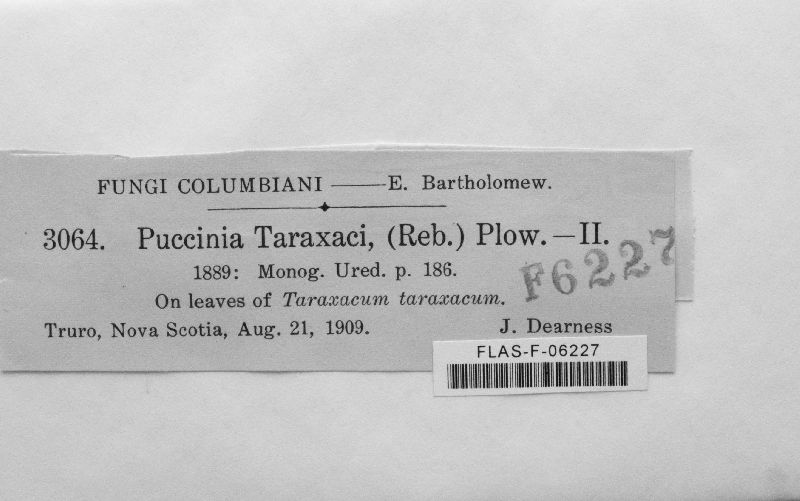 FUNGI COLUMBIANI —— E. Bartholomew.
3064. Puccinia Taraxaci, (Reb.) Plow.—II.
1889: Monog. Ured. p. 186.
On leaves of Taraxacum taraxacum.
F6227
Truro, Nova Scotia, Aug. 21, 1909. J. Dearness
FLAS-F-06227